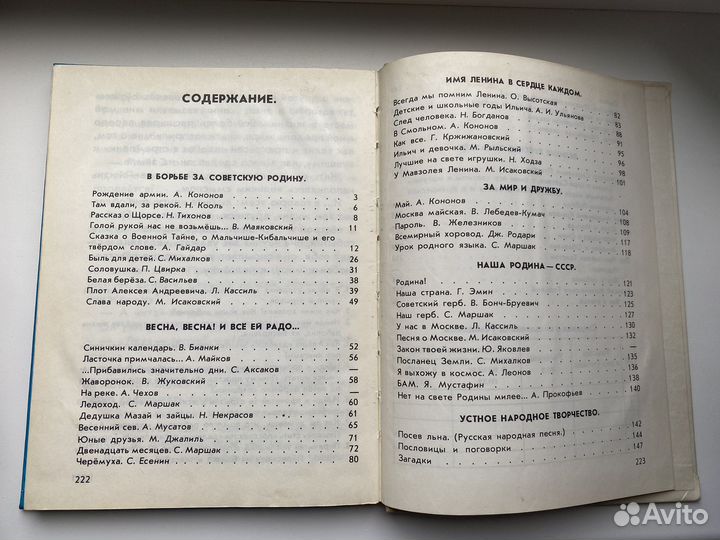 СОДЕРЖАНИЕ.
В БОРЬБЕ ЗА СОВЕТСКУЮ РОДИНУ.
Рождение армии. А. Кононов 3
Там вдали, за рекой. Н. Кооль 6
Рассказ о Щорсе. Н. Тихонов 8
Голой рукой нас не возьмёшь... В. Маяковский 11
Сказка о Военной Тайне, о Мальчише-Кибальчише и его
твёрдом слове. А. Гайдар 12
Быль для детей. С. Михалков 26
Соловушка. П. Цвирка 31
Белая берёза. С. Васильев 38
Плот Алексея Андреевича. Л. Кассиль 39
Слава народу. М. Исаковский 49
ВЕСНА, ВЕСНА! И ВСЁ ЕЙ РАДО...
Синичкин календарь. В. Бианки 52
Ласточка примчалась... А. Майков 56
...Прибавились значительно дни. С. Аксаков —
Жаворонок. В. Жуковский 58
На реке. А. Чехов —
Ледоход. С. Маршак 60
Дедушка Мазай и зайцы. Н. Некрасов 61
Весенний сев. А. Мусатов 65
Юные друзья. М. Джалиль 71
Двенадцать месяцев. С. Маршак 72
Черёмуха. С. Есенин 80
222
ИМЯ ЛЕНИНА В СЕРДЦЕ КАЖДОМ.
Всегда мы помним Ленина. О. Высотская 82
Детские и школьные годы Ильича. А. И. Ульянова 83
След человека. Н. Богданов 88
В Смольном. А. Кононов 91
Как все. Г. Кржижановский 95
Ильич и девочка. М. Рыльский 96
Лучшие на свете игрушки. Н. Ходза 98
У Мавзолея Ленина. М. Исаковский 101
ЗА МИР И ДРУЖБУ.
Май. А. Кононов 104
Москва майская. В. Лебедев-Кумач 108
Пароль. В. Железников 109
Всемирный хоровод. Дж. Родари 117
Урок родного языка. С. Маршак 118
НАША РОДИНА — СССР.
Родина! 121
Наша страна. Г. Эмин 123
Советский герб. В. Бонч-Бруевич 125
Наш герб. С. Маршак 127
У нас в Москве. Л. Кассиль 130
Песня о Москве. М. Исаковский 132
Закон твоей жизни. Ю. Яковлев —
Посланец Земли. С. Михалков 135
Я выхожу в космос. А. Леонов 136
БАМ. Я. Мустафин 138
Нет на свете Родины милее... А. Прокофьев 140
УСТНОЕ НАРОДНОЕ ТВОРЧЕСТВО.
Посев льна. (Русская народная песня.) 142
Пословицы и поговорки 144
Загадки 147
223
Avito